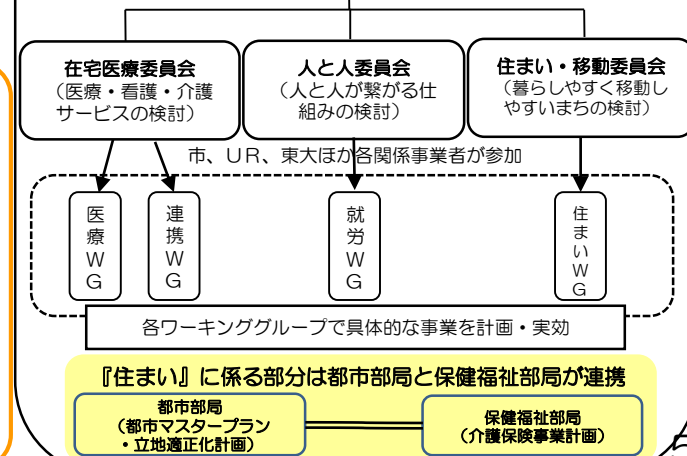 在宅医療委員会
（医療・看護・介護
サービスの検討）
人と人委員会
（人と人が繋がる仕
組みの検討）
住まい・移動委員会
（暮らしやすく移動し
やすいまちの検討）
市、ＵＲ、東大ほか各関係事業者が参加
医療ＷＧ
連携ＷＧ
就労ＷＧ
住まいＷＧ
各ワーキンググループで具体的な事業を計画・実効
『住まい』に係る部分は都市部局と保健福祉部局が連携
都市部局
（都市マスタープラン
・立地適正化計画）
保健福祉部局
（介護保険事業計画）